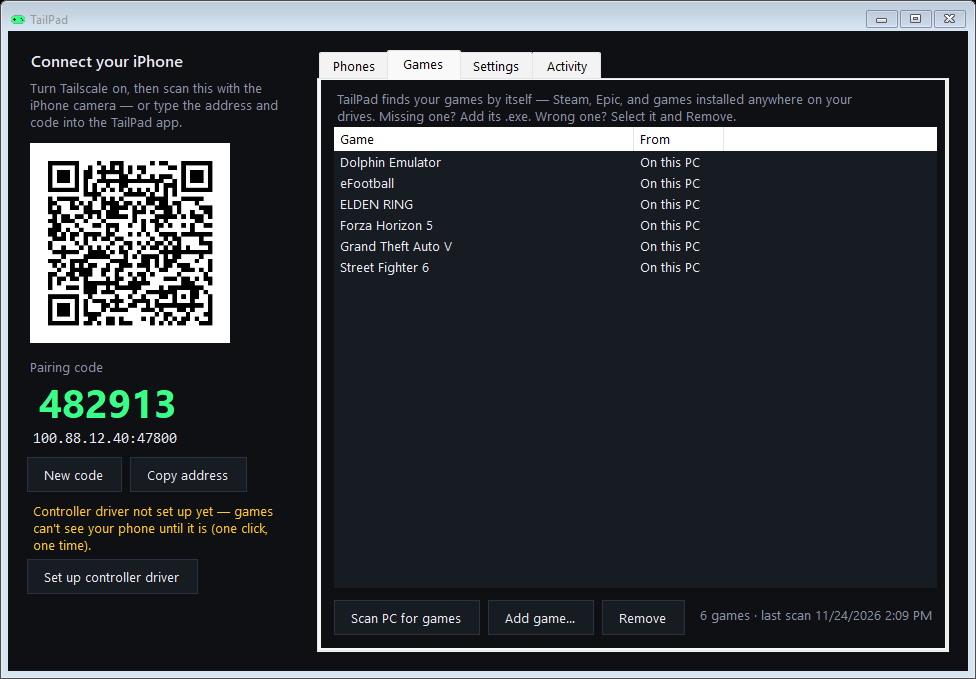 TailPad
Connect your iPhone
Turn Tailscale on, then scan this with the
iPhone camera — or type the address and
code into the TailPad app.
Pairing code
482913
100.88.12.40:47800
New code
Copy address
Controller driver not set up yet — games
can't see your phone until it is (one click,
one time).
Set up controller driver
Phones
Games
Settings
Activity
TailPad finds your games by itself — Steam, Epic, and games installed anywhere on your
drives. Missing one? Add its .exe. Wrong one? Select it and Remove.
Game From
Dolphin Emulator On this PC
eFootball On this PC
ELDEN RING On this PC
Forza Horizon 5 On this PC
Grand Theft Auto V On this PC
Street Fighter 6 On this PC
Scan PC for games
Add game...
Remove
6 games · last scan 11/24/2026 2:09 PM